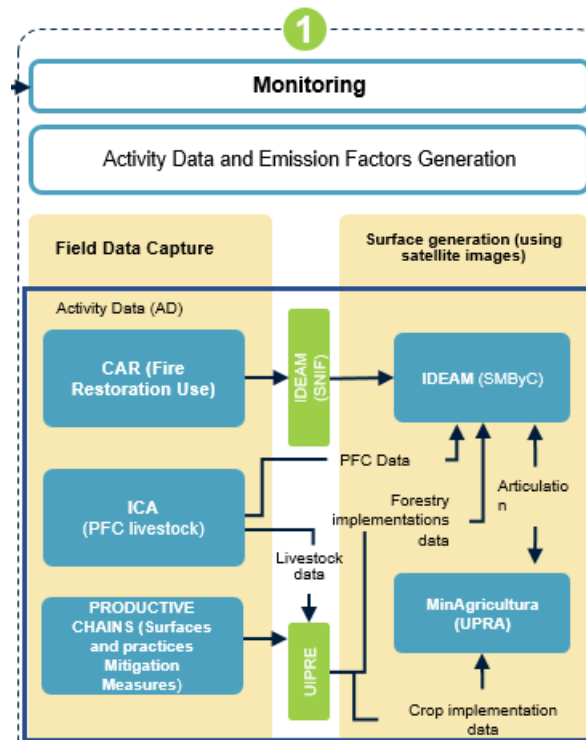 1
Monitoring
Activity Data and Emission Factors Generation
Field Data Capture
Surface generation (using
satellite images)
Activity Data (AD)
CAR (Fire
Restoration Use)
IDEAM
(SNIF)
IDEAM (SMByC)
PFC Data
ICA
(PFC livestock)
Forestry
implementations
data
Articulatio
n
Livestock
data
PRODUCTIVE
CHAINS (Surfaces
and practices
Mitigation
Measures)
UIPRE
MinAgricultura
(UPRA)
Crop implementation
data